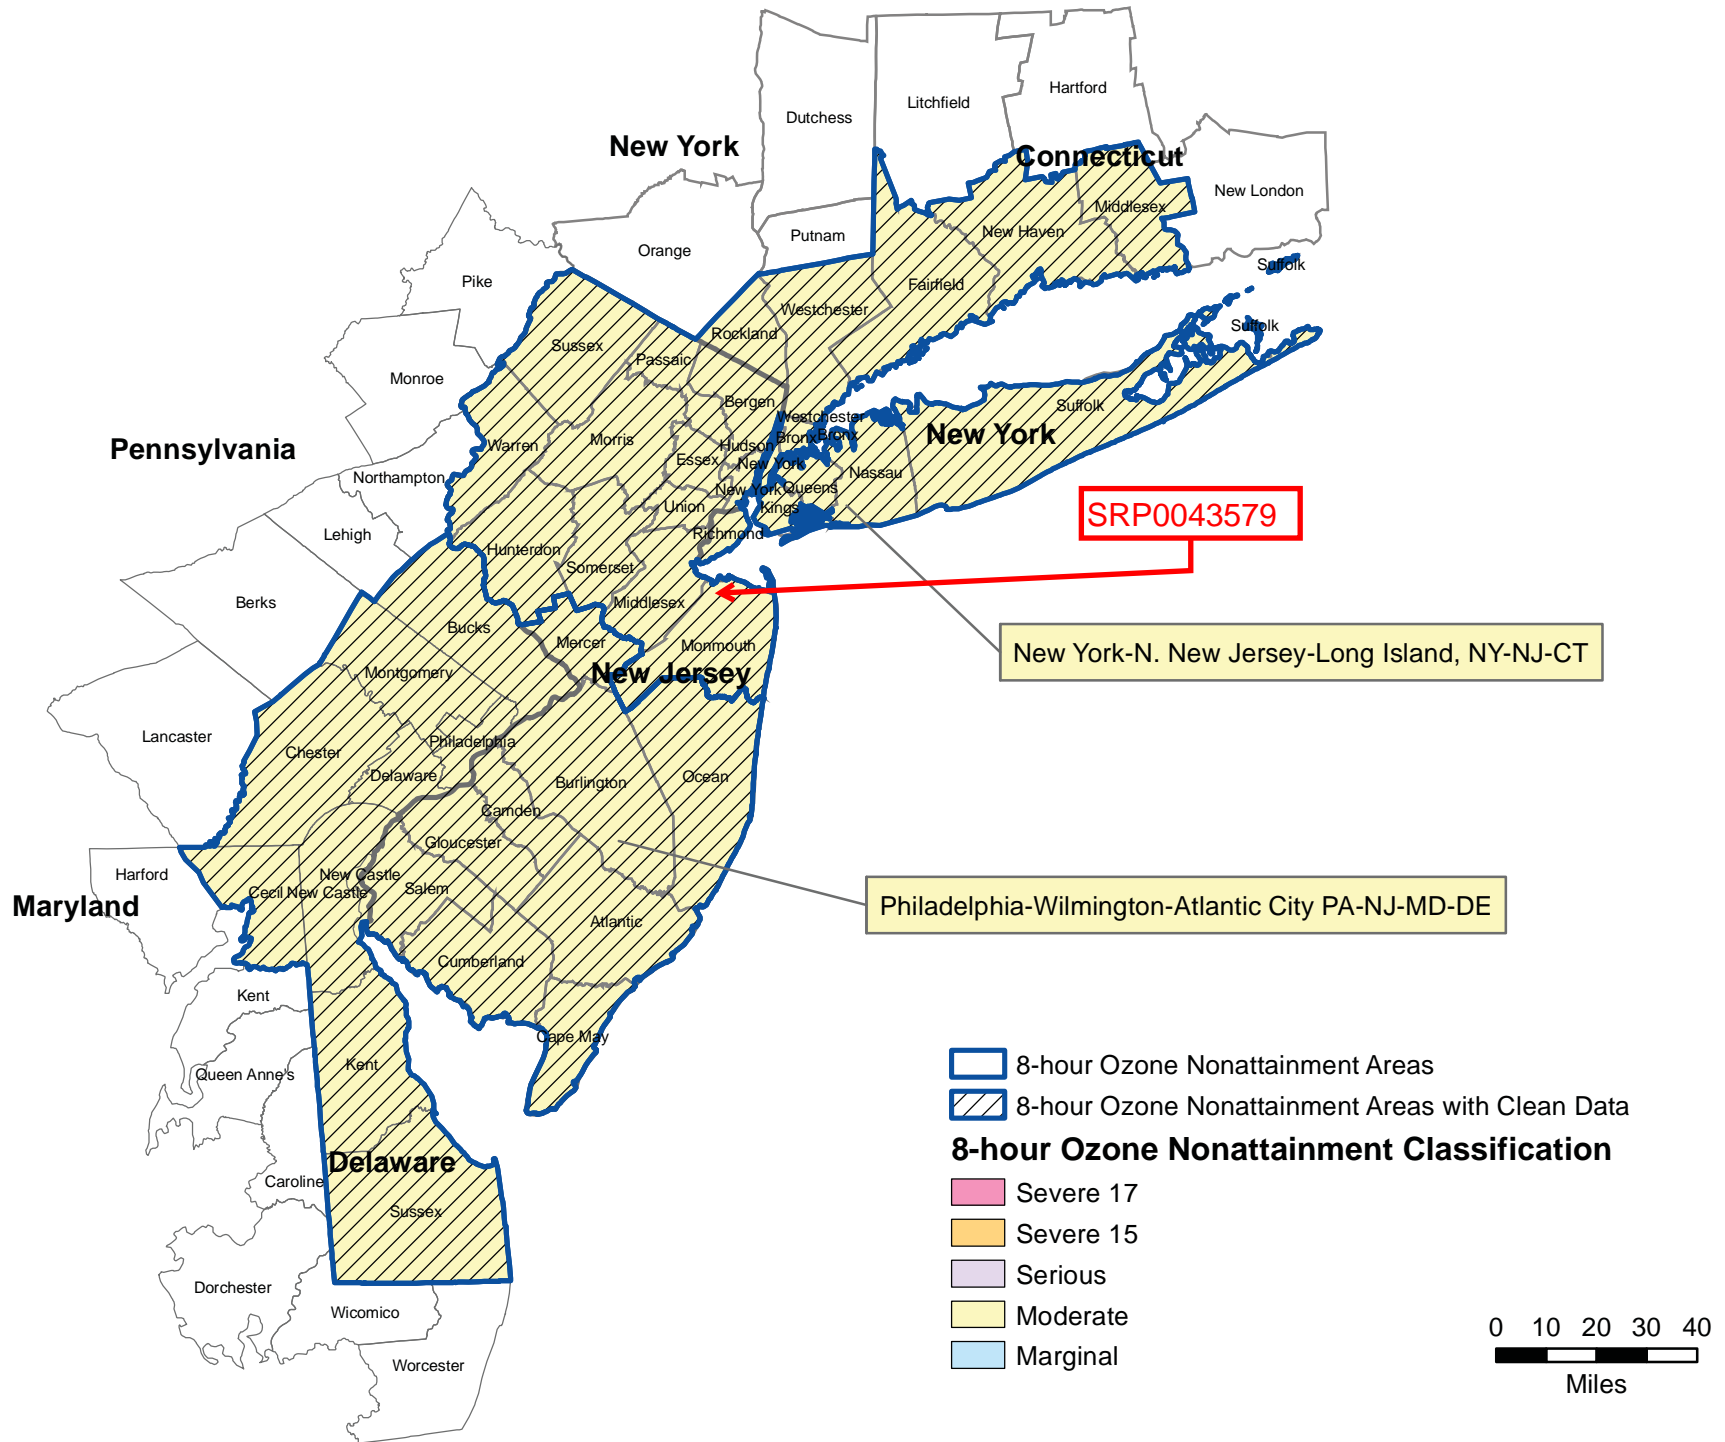 Hartford
Litchfield
Dutchess
New York
Connecticut
New London
Middlesex
New Haven
Putnam
Orange
Suffolk
Pike
Fairfield
Westchester
Suffolk
Rockland
Sussex
Passaic
Monroe
Bergen
Suffolk
Westchester
New York
Pennsylvania
Warren
Morris
Hudson
Bronx
Bronx
Essex
New York
Nassau
Northampton
New York
Queens
Union
Kings
SRP0043579
Lehigh
Richmond
Hunterdon
Somerset
Berks
Middlesex
Bucks
Mercer
Monmouth
New York-N. New Jersey-Long Island, NY-NJ-CT
Montgomery
New Jersey
Lancaster
Chester
Philadelphia
Delaware
Burlington
Ocean
Camden
Gloucester
Harford
New Castle
Cecil
New Castle
Salem
Maryland
Philadelphia-Wilmington-Atlantic City PA-NJ-MD-DE
Atlantic
Cumberland
Kent
Cape May
Kent
Queen Anne's
Delaware
Caroline
Sussex
Dorchester
Wicomico
Worcester
8-hour Ozone Nonattainment Areas
8-hour Ozone Nonattainment Areas with Clean Data
8-hour Ozone Nonattainment Classification
Severe 17
Severe 15
Serious
Moderate
Marginal
0 10 20 30 40
Miles